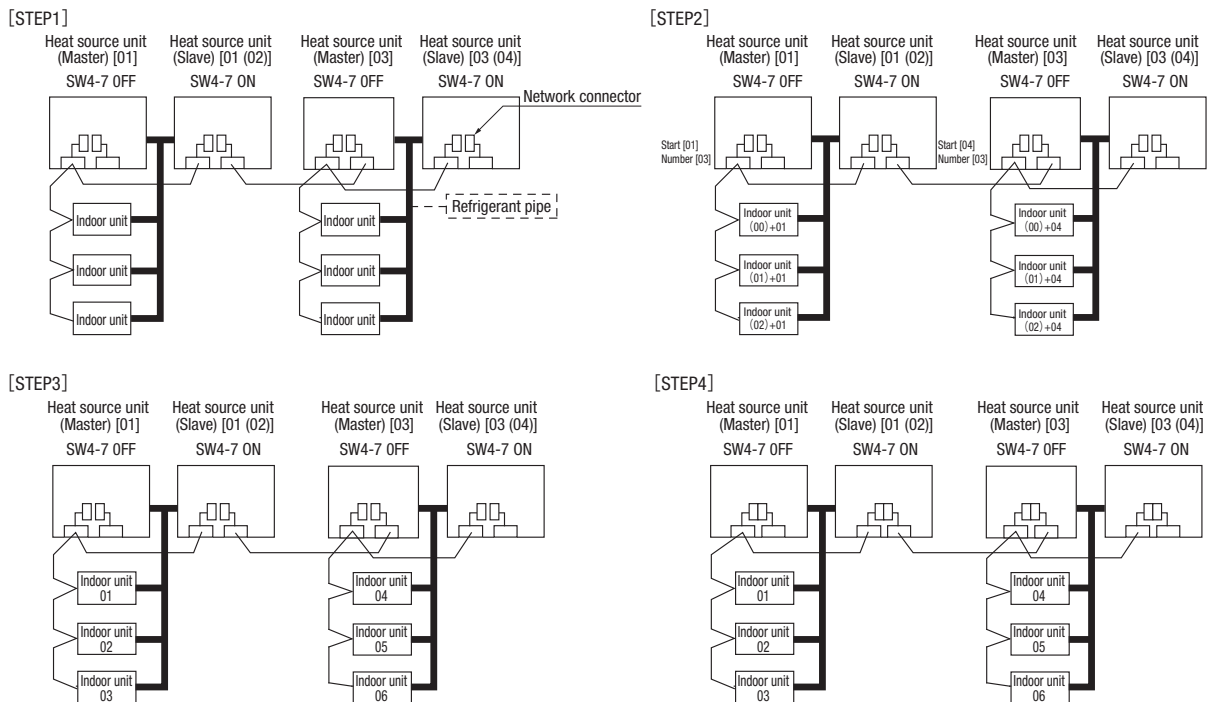 [STEP1]
Heat source unit (Master) [01]
Heat source unit (Slave) [01 (02)]
Heat source unit (Master) [03]
Heat source unit (Slave) [03 (04)]
SW4-7 OFF
SW4-7 ON
SW4-7 OFF
SW4-7 ON
Network connector
Refrigerant pipe
Indoor unit
Indoor unit
Indoor unit
Indoor unit
Indoor unit
Indoor unit
[STEP2]
Heat source unit (Master) [01]
Heat source unit (Slave) [01 (02)]
Heat source unit (Master) [03]
Heat source unit (Slave) [03 (04)]
SW4-7 OFF
SW4-7 ON
SW4-7 OFF
SW4-7 ON
Start [01]
Number [03]
Start [04]
Number [03]
Indoor unit
(00)+01
Indoor unit
(01)+01
Indoor unit
(02)+01
Indoor unit
(00)+04
Indoor unit
(01)+04
Indoor unit
(02)+04
[STEP3]
Heat source unit (Master) [01]
Heat source unit (Slave) [01 (02)]
Heat source unit (Master) [03]
Heat source unit (Slave) [03 (04)]
SW4-7 OFF
SW4-7 ON
SW4-7 OFF
SW4-7 ON
Indoor unit
01
Indoor unit
02
Indoor unit
03
Indoor unit
04
Indoor unit
05
Indoor unit
06
[STEP4]
Heat source unit (Master) [01]
Heat source unit (Slave) [01 (02)]
Heat source unit (Master) [03]
Heat source unit (Slave) [03 (04)]
SW4-7 OFF
SW4-7 ON
SW4-7 OFF
SW4-7 ON
Indoor unit
01
Indoor unit
02
Indoor unit
03
Indoor unit
04
Indoor unit
05
Indoor unit
06